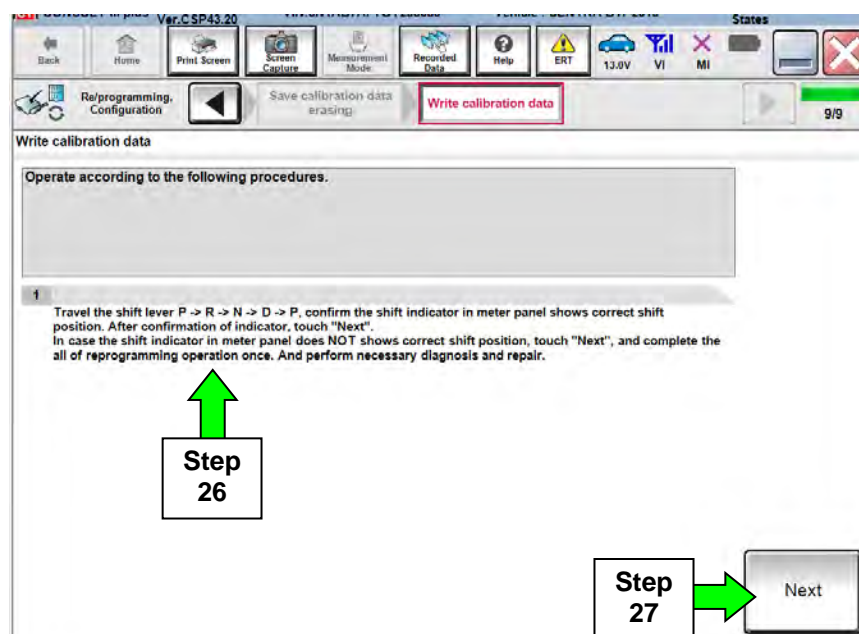 Ver.CSP43.20
States
Back
Home
Print Screen
Screen
Capture
Measurement
Mode
Recorded
Data
Help
ERT
13.0V
VI
MI
Re/programming,
Configuration
Save calibration data
erasing
Write calibration data
9/9
Write calibration data
Operate according to the following procedures.
1
Travel the shift lever P -> R -> N -> D -> P, confirm the shift indicator in meter panel shows correct shift
position. After confirmation of indicator, touch "Next".
In case the shift indicator in meter panel does NOT shows correct shift position, touch "Next", and complete the
all of reprogramming operation once. And perform necessary diagnosis and repair.
Step
26
Step
27
Next